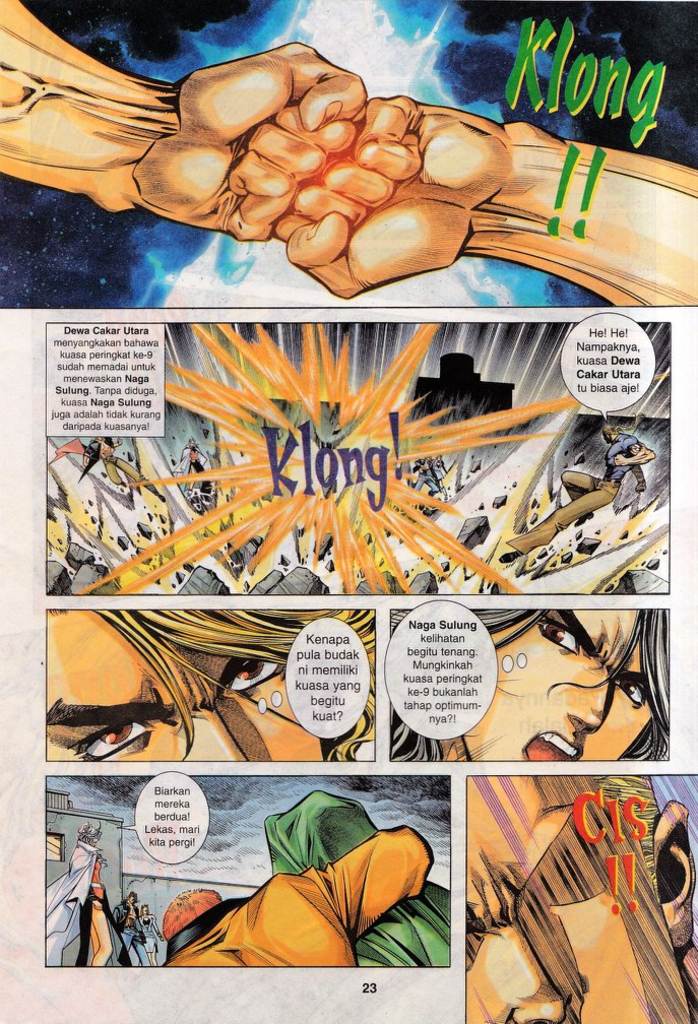 Klong
!!
Dewa Cakar Utara
menyangkakan bahawa
kuasa peringkat ke-9
sudah memadai untuk
menewaskan Naga
Sulung. Tanpa diduga,
kuasa Naga Sulung
juga adalah tidak kurang
daripada kuasanya!
He! He!
Nampaknya,
kuasa Dewa
Cakar Utara
tu biasa aje!
Klong!
Kenapa
pula budak
ni memiliki
kuasa yang
begitu
kuat?
Naga Sulung
kelihatan
begitu tenang.
Mungkinkah
kuasa peringkat
ke-9 bukanlah
tahap optimum-
nya?!
Biarkan
mereka
berdua!
Lekas, mari
kita pergi!
Cis
!!
23